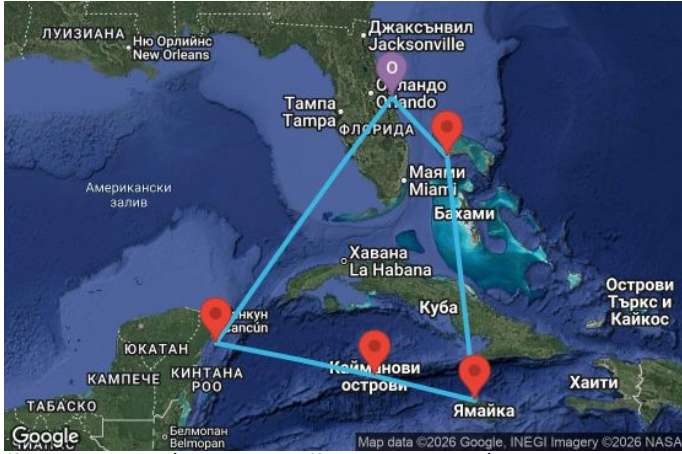 ЛУИЗИАНА
Ню Орлийнс
New Orleans
Джаксънвил
Jacksonville
O
Орландо
Orlando
Тампа
Tampa
ФЛОРИДА
Маями
Miami
Американски
залив
Бахами
Хавана
La Habana
Острови
Търкс и
Кайкос
Куба
нкун
ancún
ЮКАТАН
КАМПЕЧЕ
КИНТАНА
РОО
Кайманови
острови
Хаити
ТАБАСКО
Ямайка
Белмопан
Belmopan
Google
Map data ©2026 Google, INEGI Imagery ©2026 NASA